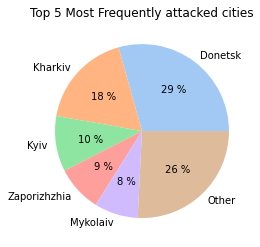 Top 5 Most Frequently attacked cities
Donetsk
29 %
Kharkiv
18 %
Kyiv
10 %
Zaporizhzhia
9 %
Mykolaiv
8 %
Other
26 %